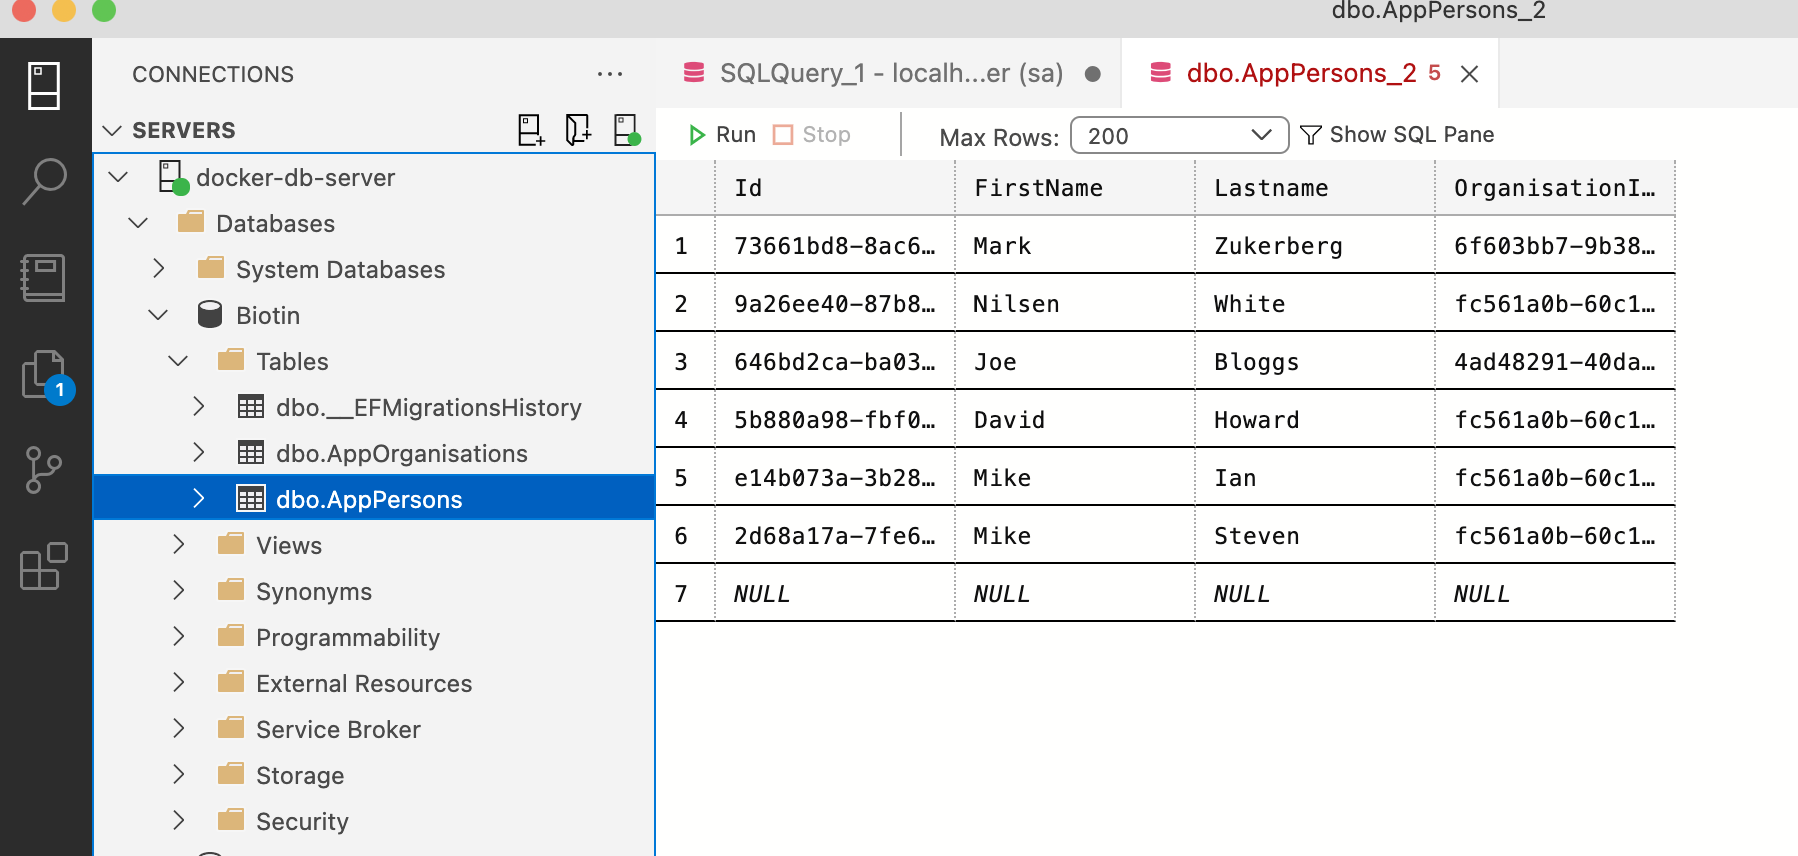 dbo.AppPersons_2
CONNECTIONS
SERVERS
docker-db-server
Databases
System Databases
Biotin
Tables
dbo.__EFMigrationsHistory
dbo.AppOrganisations
dbo.AppPersons
Views
Synonyms
Programmability
External Resources
Service Broker
Storage
Security
1
SQLQuery_1 - localh...er (sa)
dbo.AppPersons_2 5
Run Stop Max Rows: 200 Show SQL Pane
Id FirstName Lastname OrganisationI…
1 73661bd8-8ac6… Mark Zukerberg 6f603bb7-9b38…
2 9a26ee40-87b8… Nilsen White fc561a0b-60c1…
3 646bd2ca-ba03… Joe Bloggs 4ad48291-40da…
4 5b880a98-fbf0… David Howard fc561a0b-60c1…
5 e14b073a-3b28… Mike Ian fc561a0b-60c1…
6 2d68a17a-7fe6… Mike Steven fc561a0b-60c1…
7 NULL NULL NULL NULL